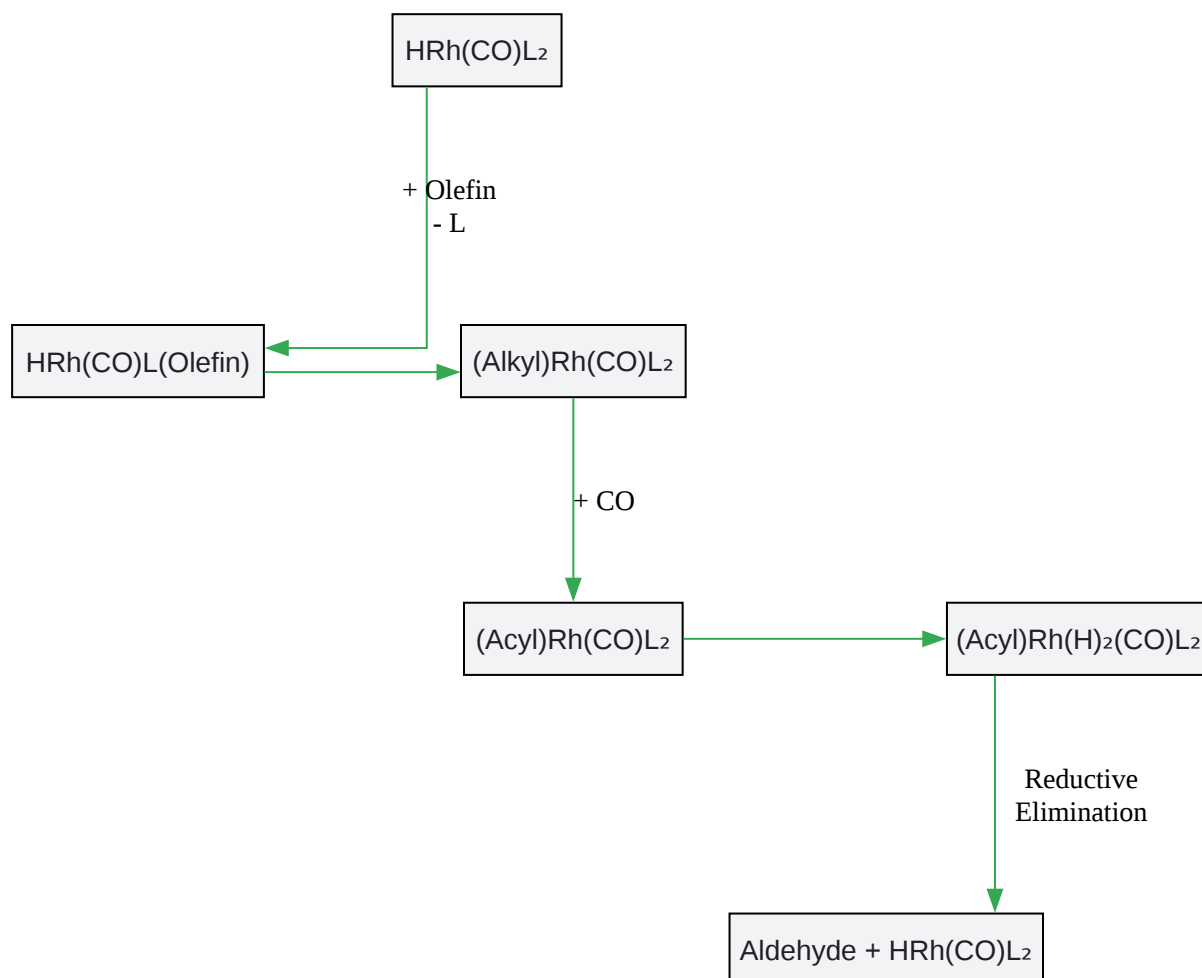 HRh(CO)L₂
+ Olefin
- L
HRh(CO)L(Olefin)
(Alkyl)Rh(CO)L₂
+ CO
(Acyl)Rh(CO)L₂
(Acyl)Rh(H)₂(CO)L₂
Reductive
Elimination
Aldehyde + HRh(CO)L₂